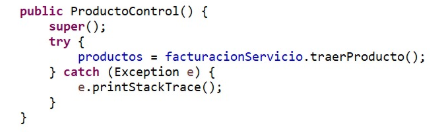 public ProductoControl() {
super();
try {
productos = facturacionServicio.traerProducto();
} catch (Exception e) {
e.printStackTrace();
}
}